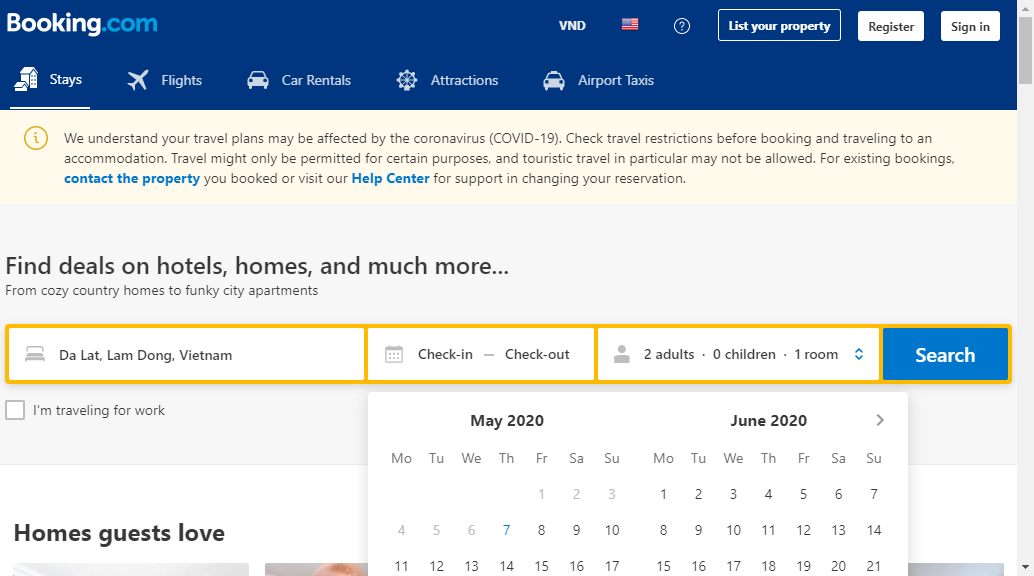 Booking.com
VND
List your property
Register
Sign in
Stays
Flights
Car Rentals
Attractions
Airport Taxis
We understand your travel plans may be affected by the coronavirus (COVID-19). Check travel restrictions before booking and traveling to an
accommodation. Travel might only be permitted for certain purposes, and touristic travel in particular may not be allowed. For existing bookings,
contact the property you booked or visit our Help Center for support in changing your reservation.
Find deals on hotels, homes, and much more...
From cozy country homes to funky city apartments
Da Lat, Lam Dong, Vietnam
Check-in — Check-out
2 adults · 0 children · 1 room
Search
I'm traveling for work
May 2020
Mo Tu We Th Fr Sa Su
1 2 3
4 5 6 7 8 9 10
11 12 13 14 15 16 17
June 2020
Mo Tu We Th Fr Sa Su
1 2 3 4 5 6 7
8 9 10 11 12 13 14
15 16 17 18 19 20 21
Homes guests love